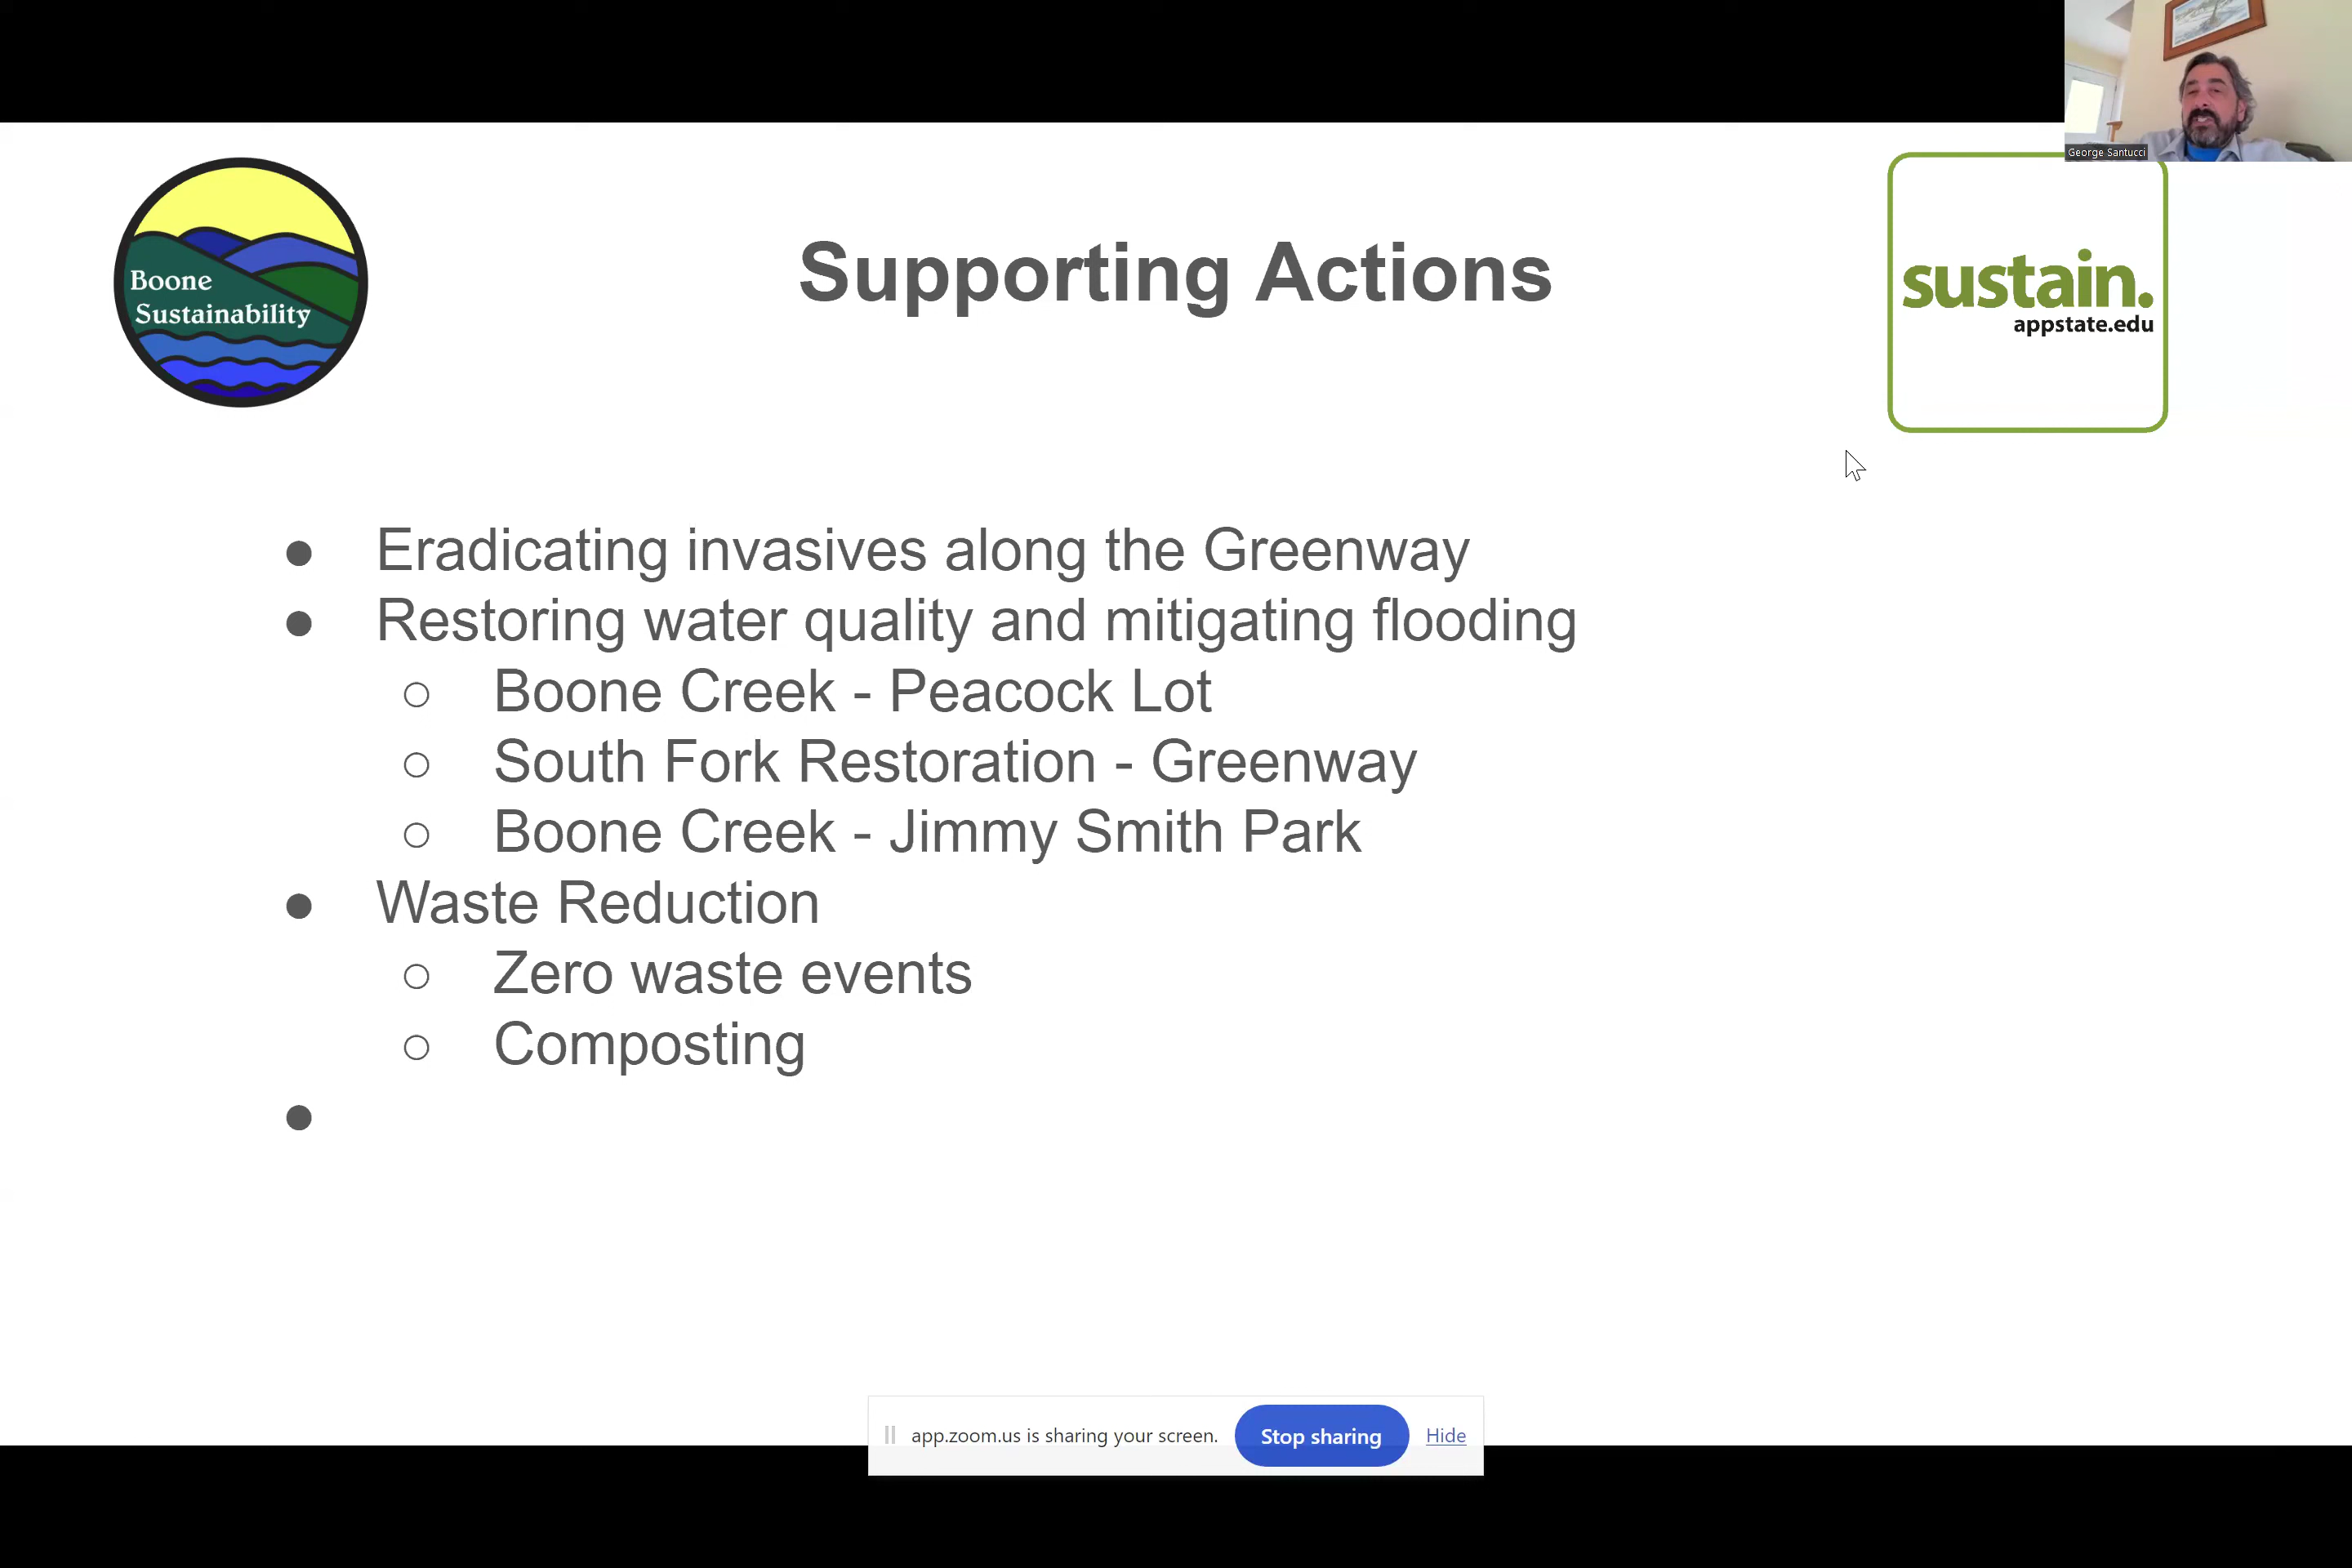 George Santucci
Boone
Sustainability
Supporting Actions
sustain.
appstate.edu
● Eradicating invasives along the Greenway
● Restoring water quality and mitigating flooding
○ Boone Creek - Peacock Lot
○ South Fork Restoration - Greenway
○ Boone Creek - Jimmy Smith Park
● Waste Reduction
○ Zero waste events
○ Composting
●
app.zoom.us is sharing your screen. Stop sharing Hide